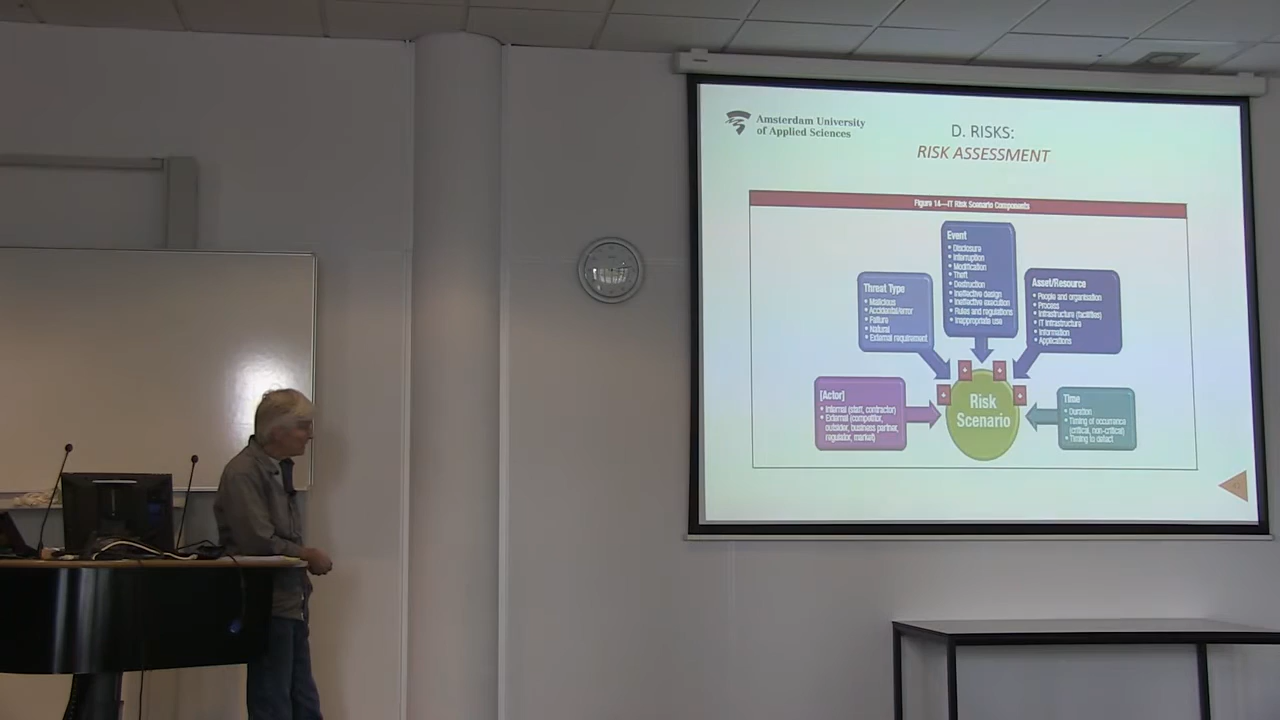 Amsterdam University
of Applied Sciences
D. RISKS:
RISK ASSESSMENT
Figure 14—IT Risk Scenario Components
Event
• Disclosure
• Interruption
• Modification
• Theft
• Destruction
• Ineffective design
• Ineffective execution
• Rules and regulations
• Inappropriate use
Threat Type
• Malicious
• Accidental/error
• Failure
• Natural
• External requirement
Asset/Resource
• People and organisation
• Process
• Infrastructure (facilities)
• IT Infrastructure
• Information
• Applications
[Actor]
• Internal (staff, contractor)
• External (competitor,
outsider, business partner,
regulator, market)
+
+
+
+
Risk
Scenario
Time
• Duration
• Timing of occurrence
(critical, non-critical)
• Timing to detect